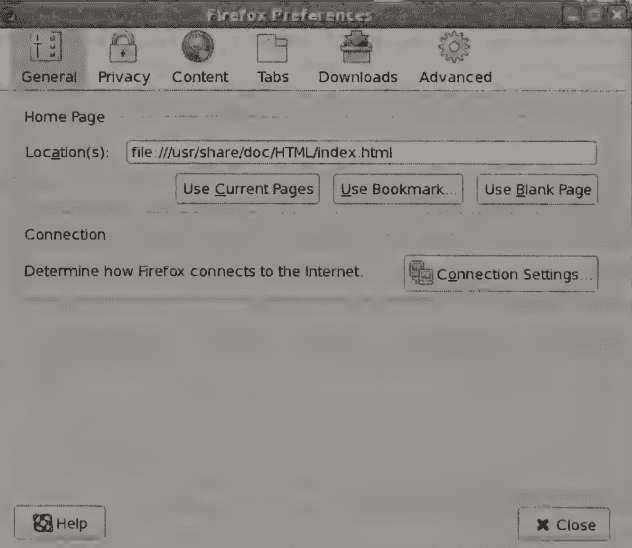 Firefox Preferences
General Privacy Content Tabs Downloads Advanced
Home Page
Location(s): file:///usr/share/doc/HTML/index.html
Use Current Pages Use Bookmark... Use Blank Page
Connection
Determine how Firefox connects to the Internet. Connection Settings...
Help Close